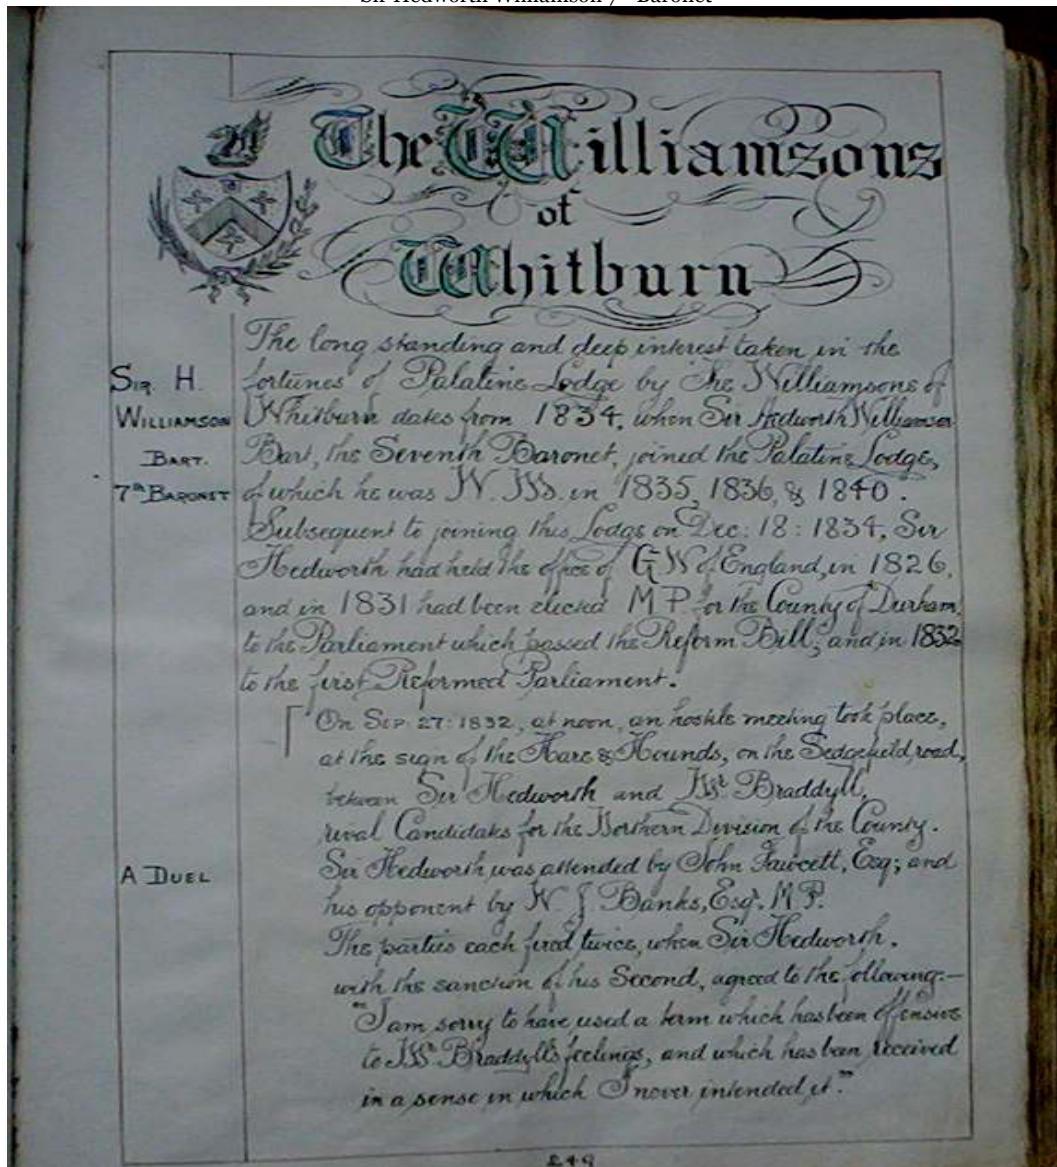 Sir Hedworth Williamson 7th Baronet
The Williamsons
of
Whitburn
The long standing and deep interest taken in the
SIR H. fortunes of Palatine Lodge by The Williamsons of
WILLIAMSON Whitburn dates from 1834, when Sir Hedworth Williamson
BART. Bart, the Seventh Baronet, joined the Palatine Lodge,
7th BARONET of which he was W.M. in 1835, 1836, & 1840.
Subsequent to joining this Lodge on Dec: 18: 1834, Sir
Hedworth had held the office of G W of England, in 1826,
and in 1831 had been elected M P for the County of Durham,
to the Parliament which passed the Reform Bill; and in 1832
to the first Reformed Parliament.
On SEP: 27: 1832, at noon, an hostile meeting took place,
at the sign of the Hare & Hounds, on the Sedgefield road,
between Sir Hedworth and Mr. Braddyll,
rival Candidates for the Northern Division of the County.
Sir Hedworth was attended by John Fawcett, Esq; and
A DUEL
his opponent by W. J. Banks, Esqr. M P.
The parties each fired twice, when Sir Hedworth,
with the sanction of his Second, agreed to the following:—
"I am sorry to have used a term which has been offensive
to Mr Braddyll's feelings, and which has been received
in a sense in which I never intended it."
249